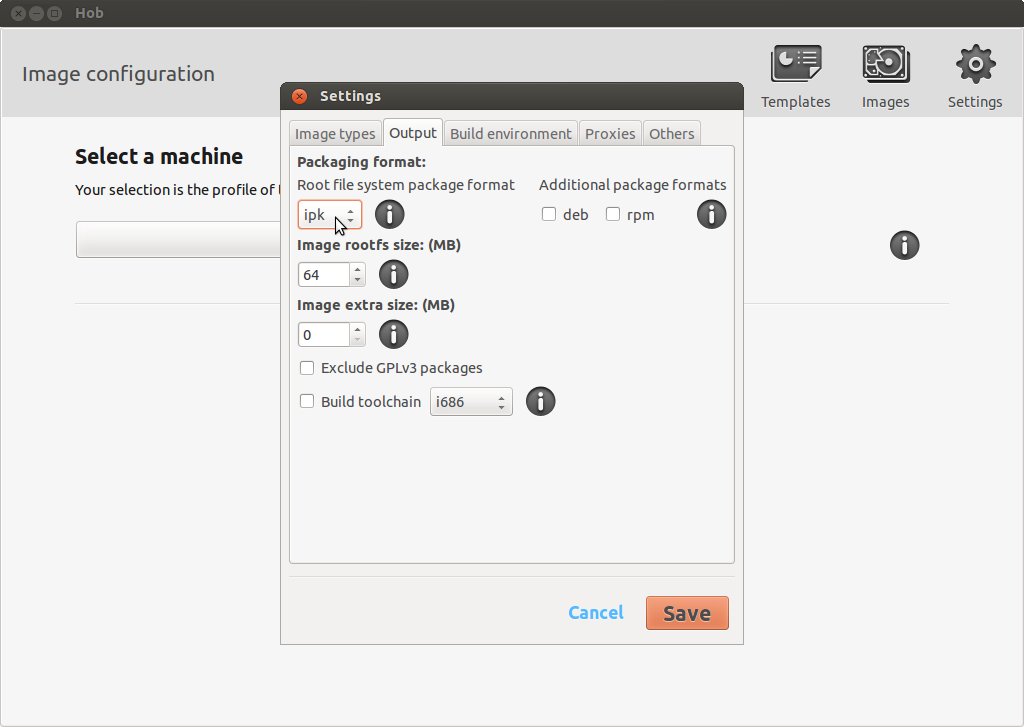 Hob
Image configuration
Templates
Images
Settings
Select a machine
Your selection is the profile of
Settings
Image types
Output
Build environment
Proxies
Others
Packaging format:
Root file system package format
Additional package formats
ipk
deb
rpm
Image rootfs size: (MB)
64
Image extra size: (MB)
0
Exclude GPLv3 packages
Build toolchain
i686
Cancel
Save